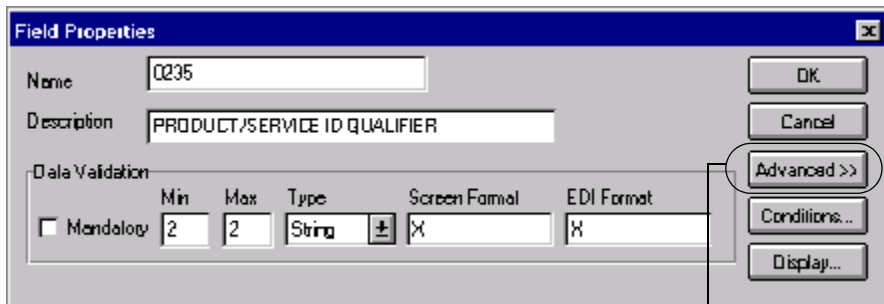 Field Properties
Name
0235
OK
Description
PRODUCT/SERVICE ID QUALIFIER
Cancel
Data Validation
Advanced >>
Min Max Type Screen Format EDI Format
Mandatory 2 2 String X X
Conditions...
Display...